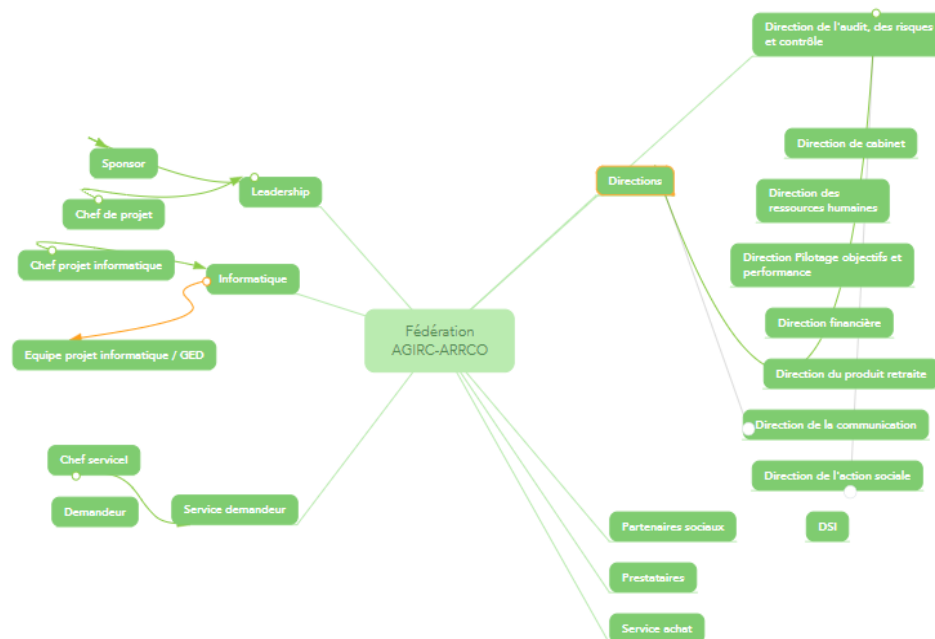 Direction de l'audit, des risques
et contrôle
Direction de cabinet
Sponsor
Directions
Leadership
Direction des
ressources humaines
Chef de projet
Chef projet informatique
Direction Pilotage objectifs et
performance
Informatique
Direction financière
Fédération
AGIRC-ARRCO
Equipe projet informatique / GED
Direction du produit retraite
Direction de la communication
Chef servicel
Direction de l'action sociale
Demandeur
Service demandeur
Partenaires sociaux
DSI
Prestataires
Service achat